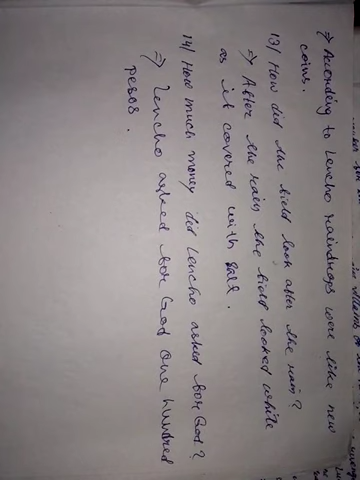 ⇒ According to Lencho raindrops were like new
coins.
13) How did the field look after the rain?
⇒ After the rain the field looked white
as it covered with salt.
14) How much money did Lencho asked for God?
⇒ Lencho asked for God one hundred
pesos.